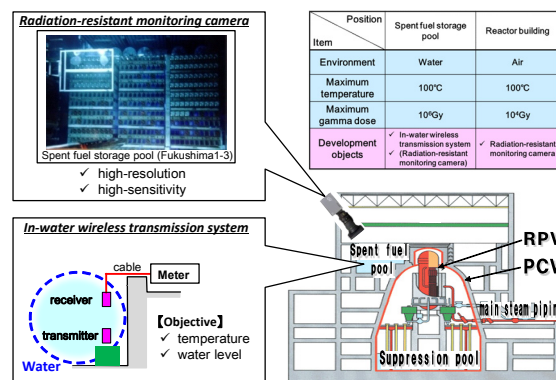 Radiation-resistant monitoring camera
Spent fuel storage pool (Fukushima1-3)
✓ high-resolution
✓ high-sensitivity
Position
Item
Spent fuel storage
pool
Reactor building
Environment
Water
Air
Maximum
temperature
100℃
100℃
Maximum
gamma dose
10⁶Gy
10⁴Gy
Development
objects
✓ In-water wireless
transmission system
✓ (Radiation-resistant
monitoring camera)
✓ Radiation-resistant
monitoring camera
In-water wireless transmission system
cable
Meter
receiver
transmitter
Water
【Objective】
✓ temperature
✓ water level
Spent fuel
pool
RPV
PCV
main steam piping
Suppression pool